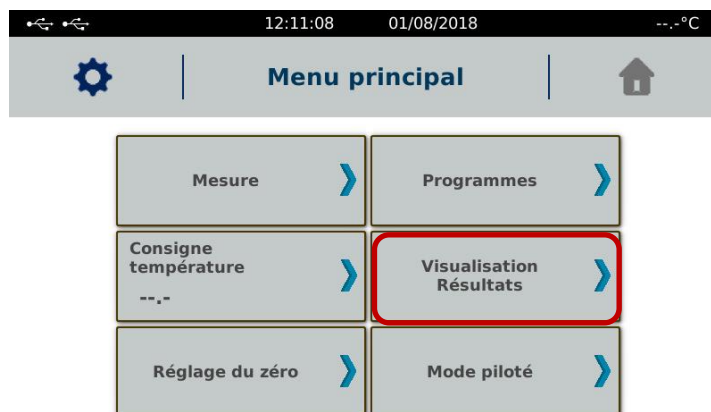 12:11:08 01/08/2018 --.-°C
Menu principal
Mesure
Programmes
Consigne
température
--.-
Visualisation
Résultats
Réglage du zéro
Mode piloté